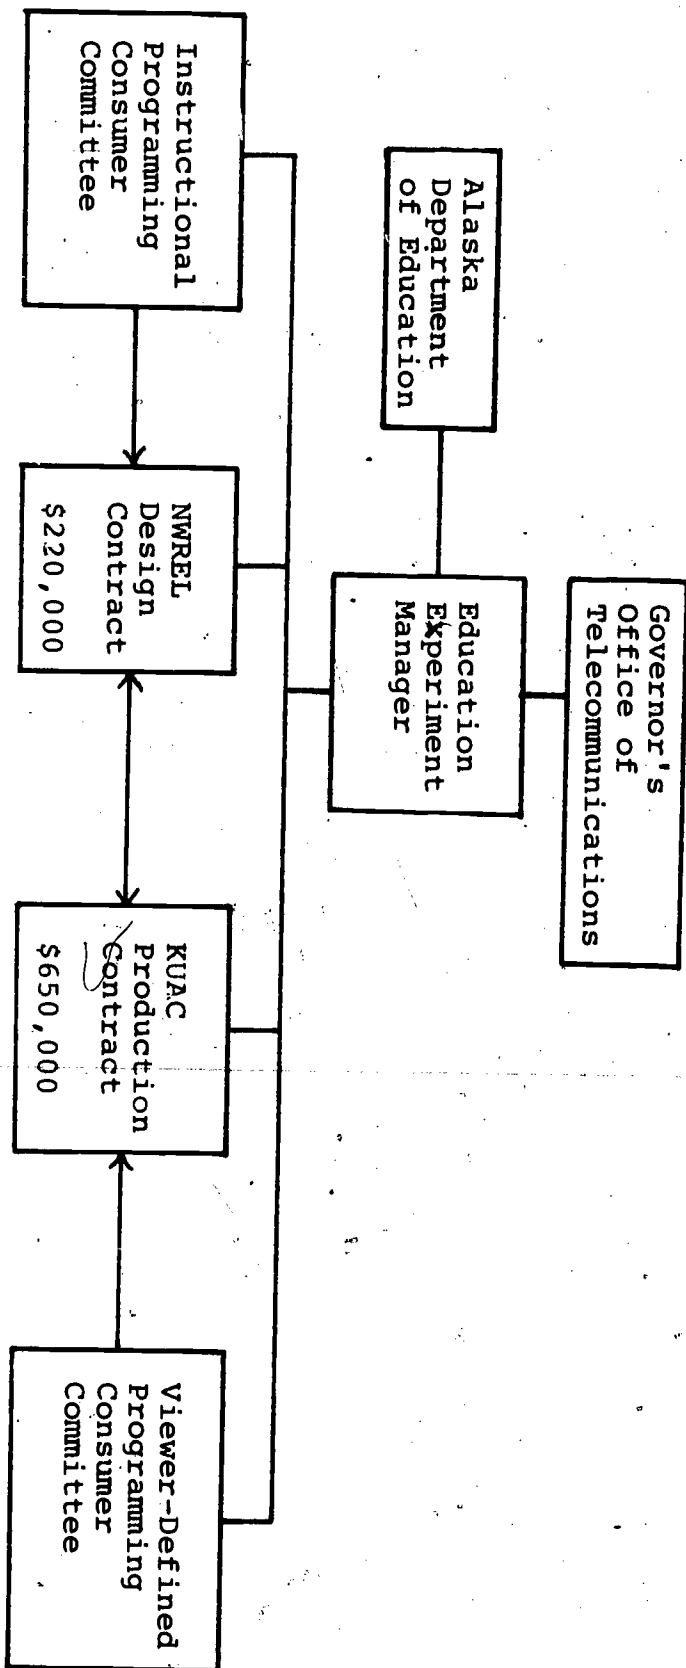 Governor's
Office of
Telecommunications
Alaska
Department
of Education
Education
Experiment
Manager
Instructional
Programming
Consumer
Committee
NWREL
Design
Contract
$220,000
KUAC
Production
Contract
$650,000
Viewer-Defined
Programming
Consumer
Committee